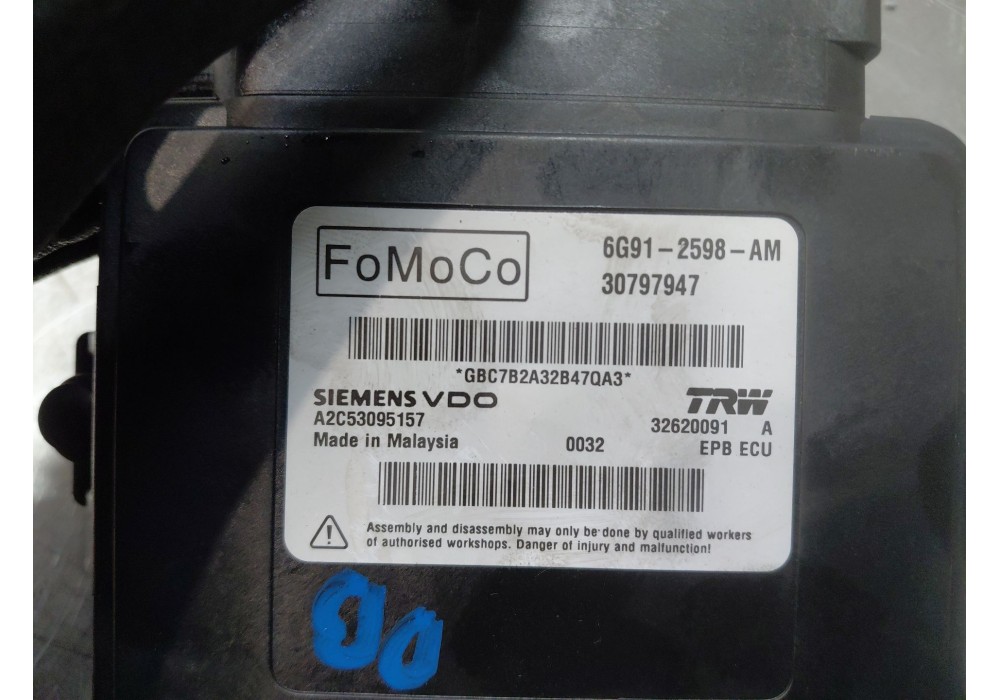 FoMoCo
6G91-2598-AM
30797947
*GBC7B2A32B47QA3*
SIEMENS VDO
A2C53095157
Made in Malaysia
TRW
32620091 A
0032
EPB ECU
Assembly and disassembly may only be done by qualified workers
of authorised workshops. Danger of injury and malfunction!